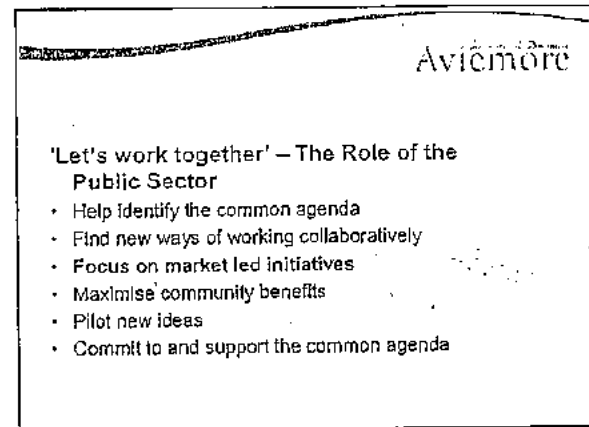 Aviemore
'Let's work together' – The Role of the
Public Sector
• Help identify the common agenda
• Find new ways of working collaboratively
• Focus on market led initiatives
• Maximise community benefits
• Pilot new ideas
• Commit to and support the common agenda